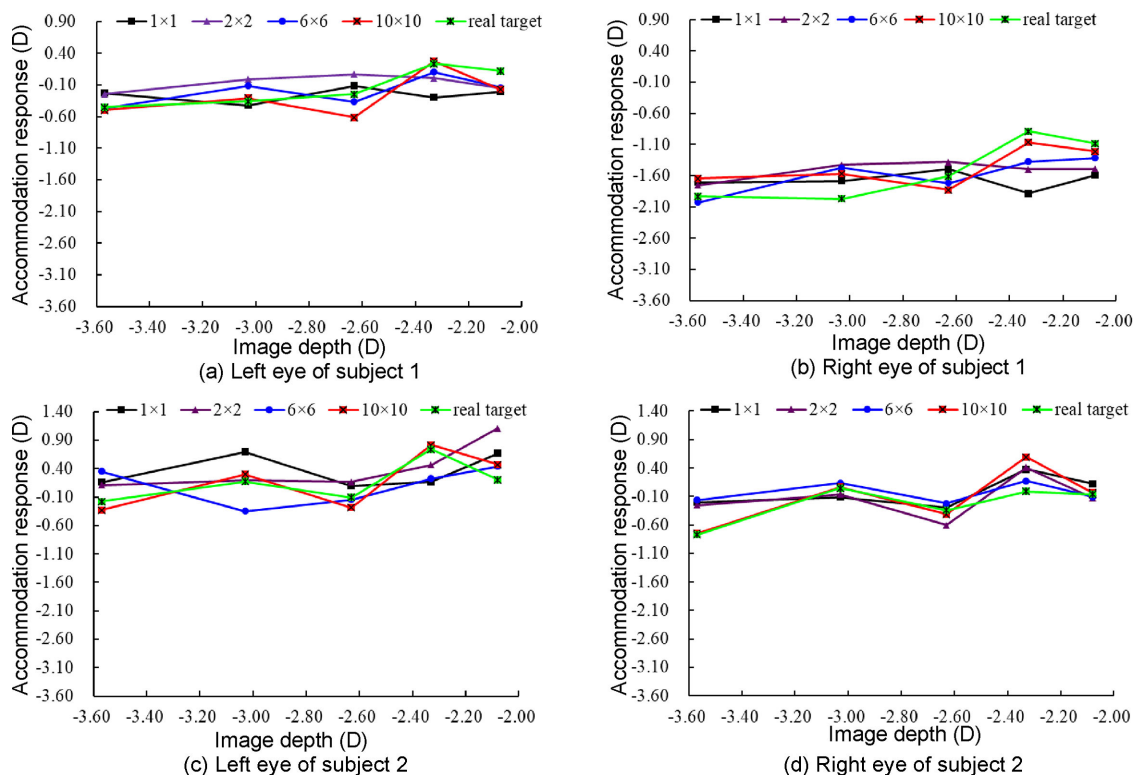 1×1 2×2 6×6 10×10 real target
Accommodation response (D)
0.90
0.40
-0.10
-0.60
-1.10
-1.60
-2.10
-2.60
-3.10
-3.60
-3.60 -3.40 -3.20 -3.00 -2.80 -2.60 -2.40 -2.20 -2.00
Image depth (D)
(a) Left eye of subject 1
1×1 2×2 6×6 10×10 real target
Accommodation response (D)
0.90
0.40
-0.10
-0.60
-1.10
-1.60
-2.10
-2.60
-3.10
-3.60
-3.60 -3.40 -3.20 -3.00 -2.80 -2.60 -2.40 -2.20 -2.00
Image depth (D)
(b) Right eye of subject 1
1×1 2×2 6×6 10×10 real target
Accommodation response (D)
1.40
0.90
0.40
-0.10
-0.60
-1.10
-1.60
-2.10
-2.60
-3.10
-3.60
-3.60 -3.40 -3.20 -3.00 -2.80 -2.60 -2.40 -2.20 -2.00
Image depth (D)
(c) Left eye of subject 2
1×1 2×2 6×6 10×10 real target
Accommodation response (D)
1.40
0.90
0.40
-0.10
-0.60
-1.10
-1.60
-2.10
-2.60
-3.10
-3.60
-3.60 -3.40 -3.20 -3.00 -2.80 -2.60 -2.40 -2.20 -2.00
Image depth (D)
(d) Right eye of subject 2